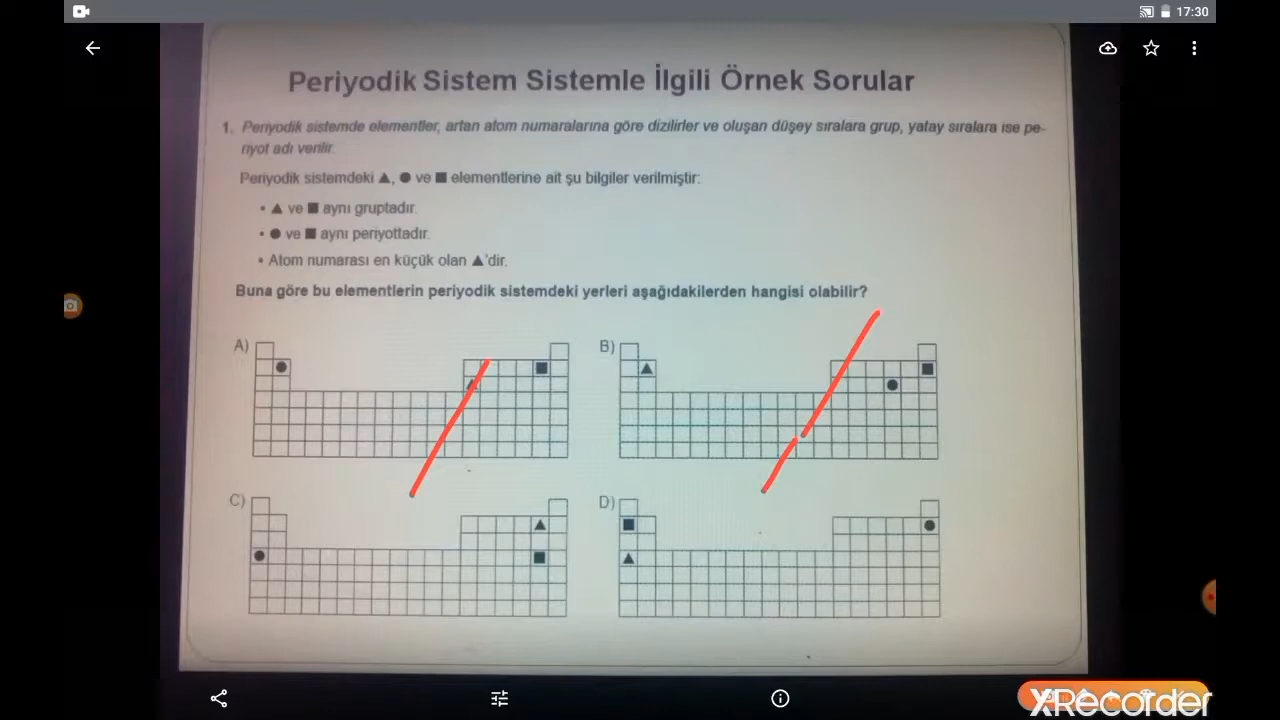 17:30
Periyodik Sistem Sistemle İlgili Örnek Sorular
1. Periyodik sistemde elementler, artan atom numaralarına göre dizilirler ve oluşan düşey sıralara grup, yatay sıralara ise pe-
riyot adı verilir.
Periyodik sistemdeki ▲, ● ve ■ elementlerine ait şu bilgiler verilmiştir:
• ▲ ve ■ aynı gruptadır.
• ● ve ■ aynı periyottadır.
• Atom numarası en küçük olan ▲'dir.
Buna göre bu elementlerin periyodik sistemdeki yerleri aşağıdakilerden hangisi olabilir?
A)
B)
C)
D)
XRecorder